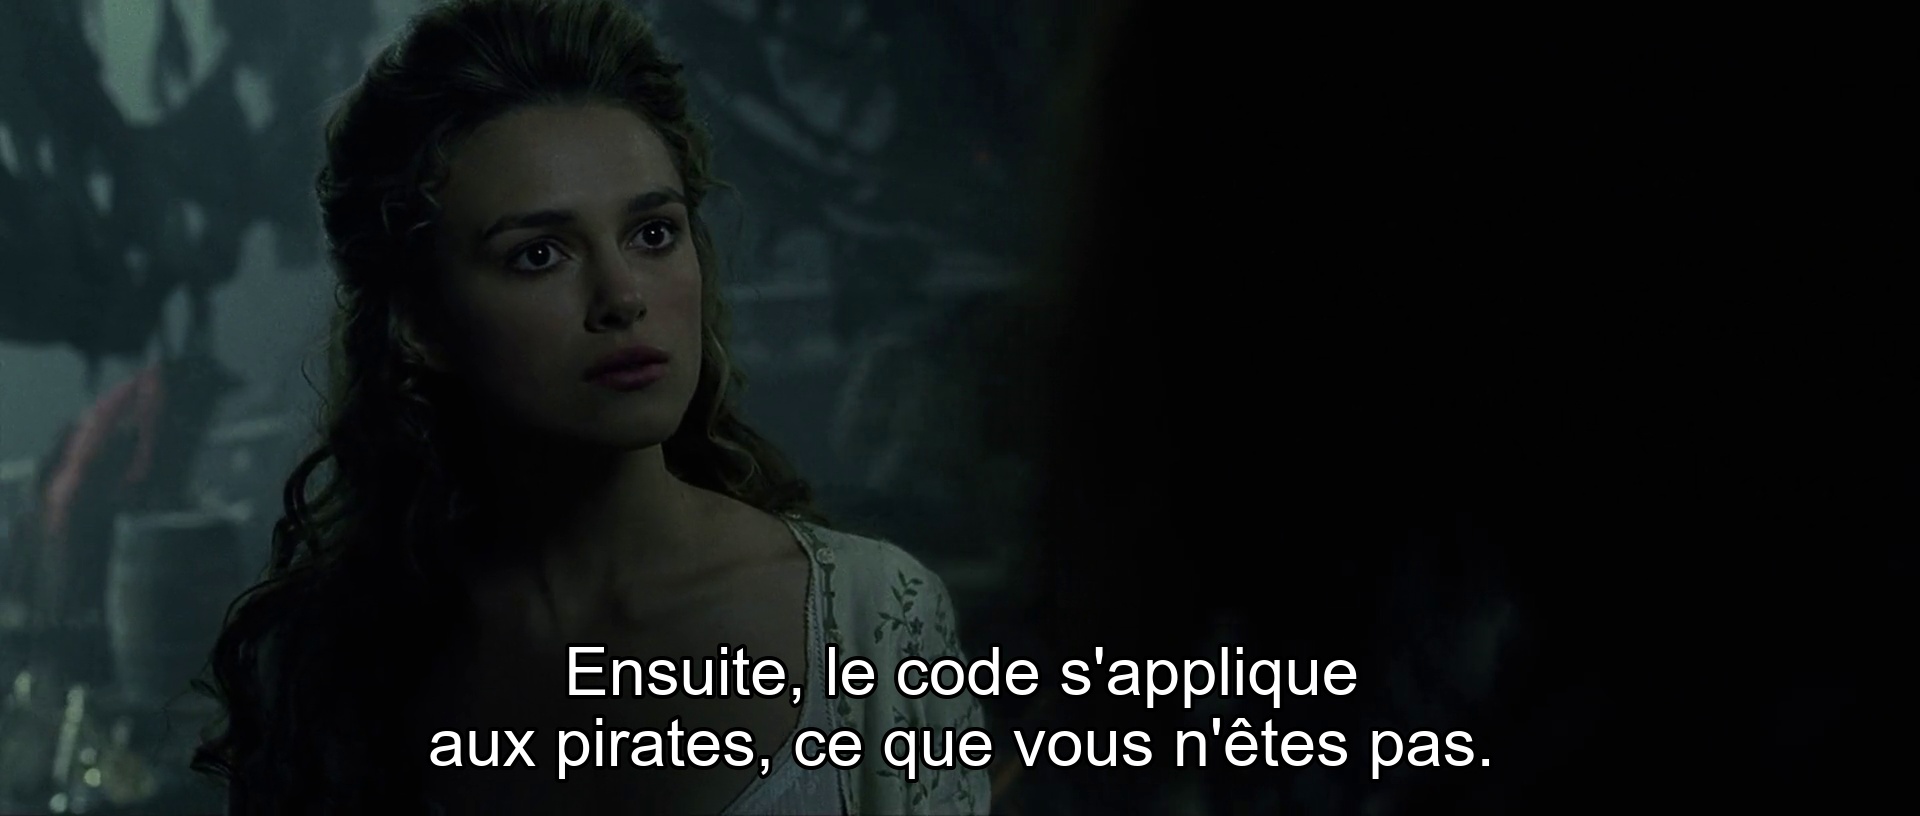 Ensuite, le code s'applique
aux pirates, ce que vous n'êtes pas.